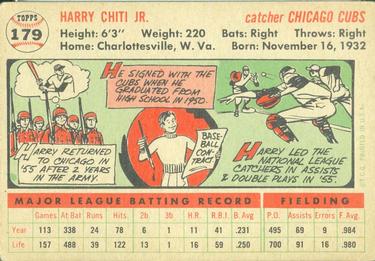 TOPPS
179
HARRY CHITI JR.
catcher CHICAGO CUBS
Height: 6'3" Weight: 220 Bats: Right Throws: Right
Home: Charlottesville, W. Va. Born: November 16, 1932
HARRY RETURNED
TO CHICAGO IN
'55 AFTER 2 YEARS
IN THE ARMY.
HE SIGNED WITH THE
CUBS WHEN HE
GRADUATED FROM
HIGH SCHOOL IN 1950.
BASE-
BALL
CON-
TRACT
HARRY LED THE
NATIONAL LEAGUE
CATCHERS IN ASSISTS
& DOUBLE PLAYS IN '55.
MAJOR LEAGUE BATTING RECORD FIELDING
Games At Bat Runs Hits 2b 3b H.R. R.B.I. B. Avg. P.O. Assists Errors F. Avg.
Year 113 338 24 78 6 1 11 41 .231 495 69 9 .984
Life 157 488 39 122 13 1 16 59 .250 700 91 16 .980